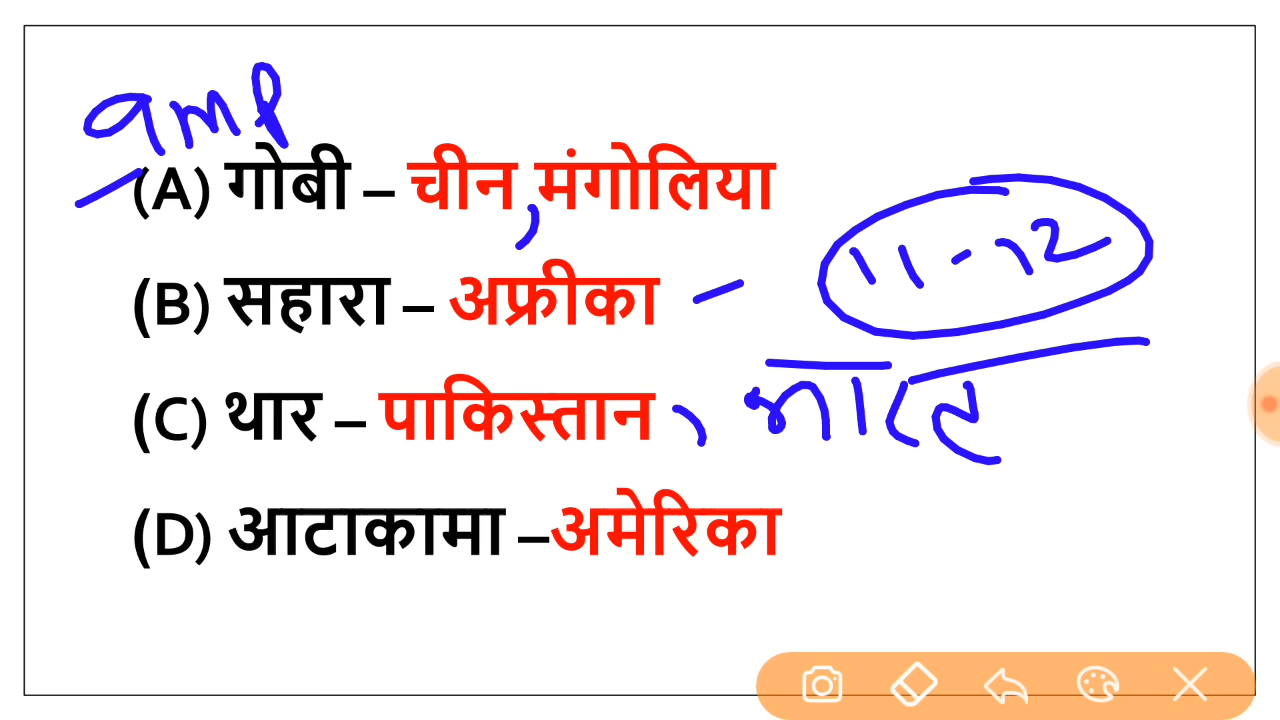 amp
(A) गोबी – चीन , मंगोलिया
(B) सहारा – अफ्रीका – 11-12
(C) थार – पाकिस्तान , भारत
(D) आटाकामा –अमेरिका